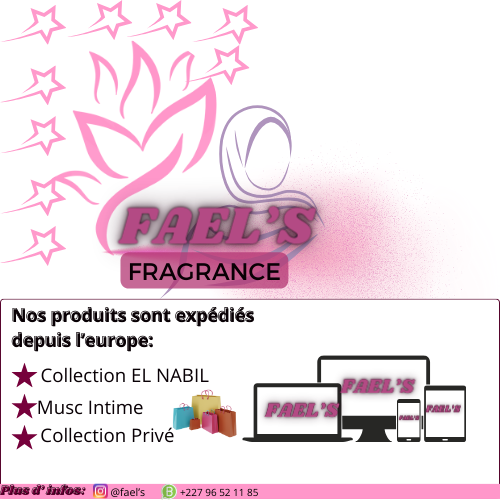 FAEL'S
FRAGRANCE
Nos produits sont expédiés
depuis l'europe:
Collection EL NABIL
Musc Intime
Collection Privé
FAEL'S
FAEL'S
FAEL'S
FAEL'S
Plus d' infos: @fael's +227 96 52 11 85